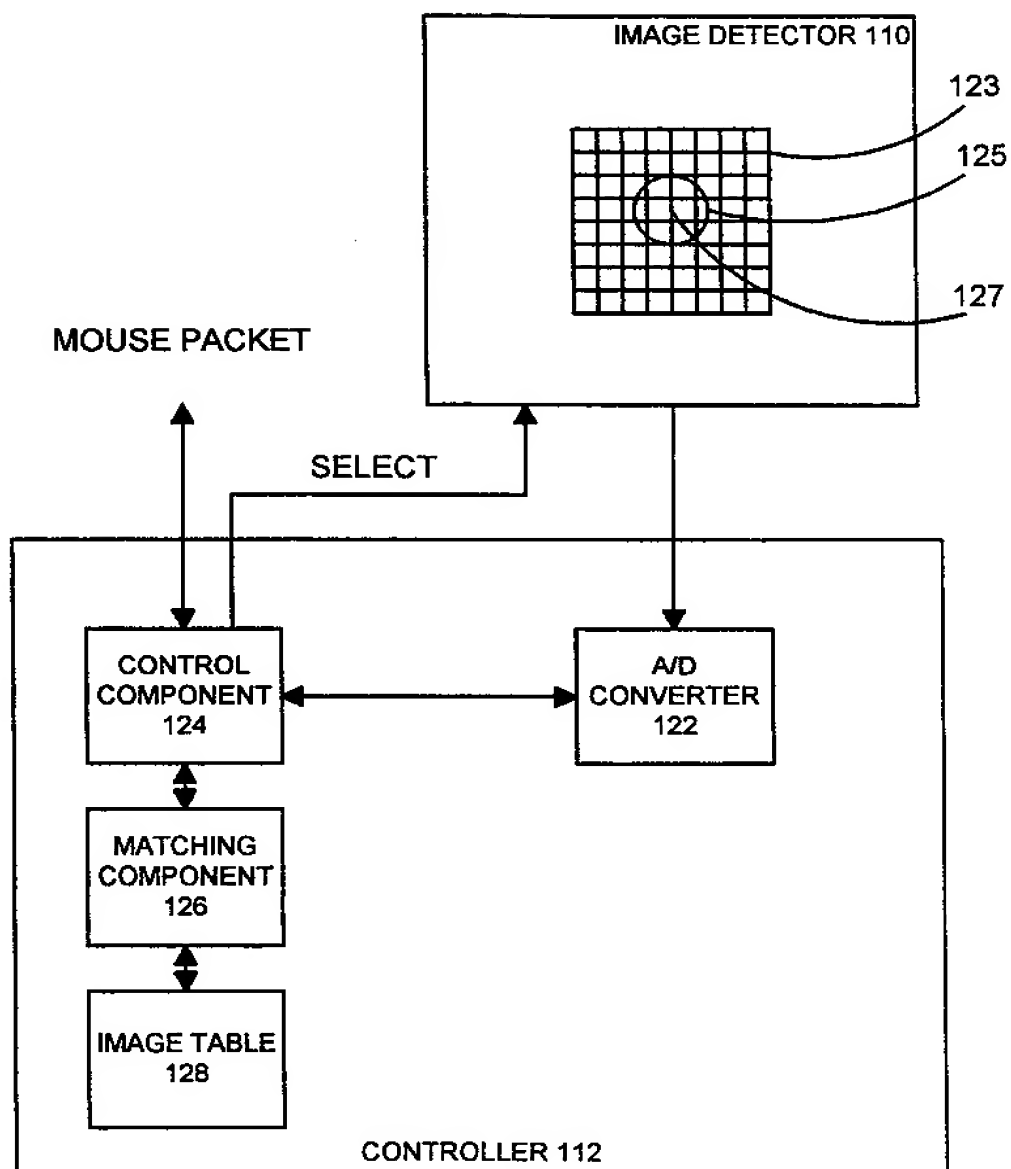 IMAGE DETECTOR 110
123
125
127
MOUSE PACKET
SELECT
CONTROL
COMPONENT
124
A/D
CONVERTER
122
MATCHING
COMPONENT
126
IMAGE TABLE
128
CONTROLLER 112